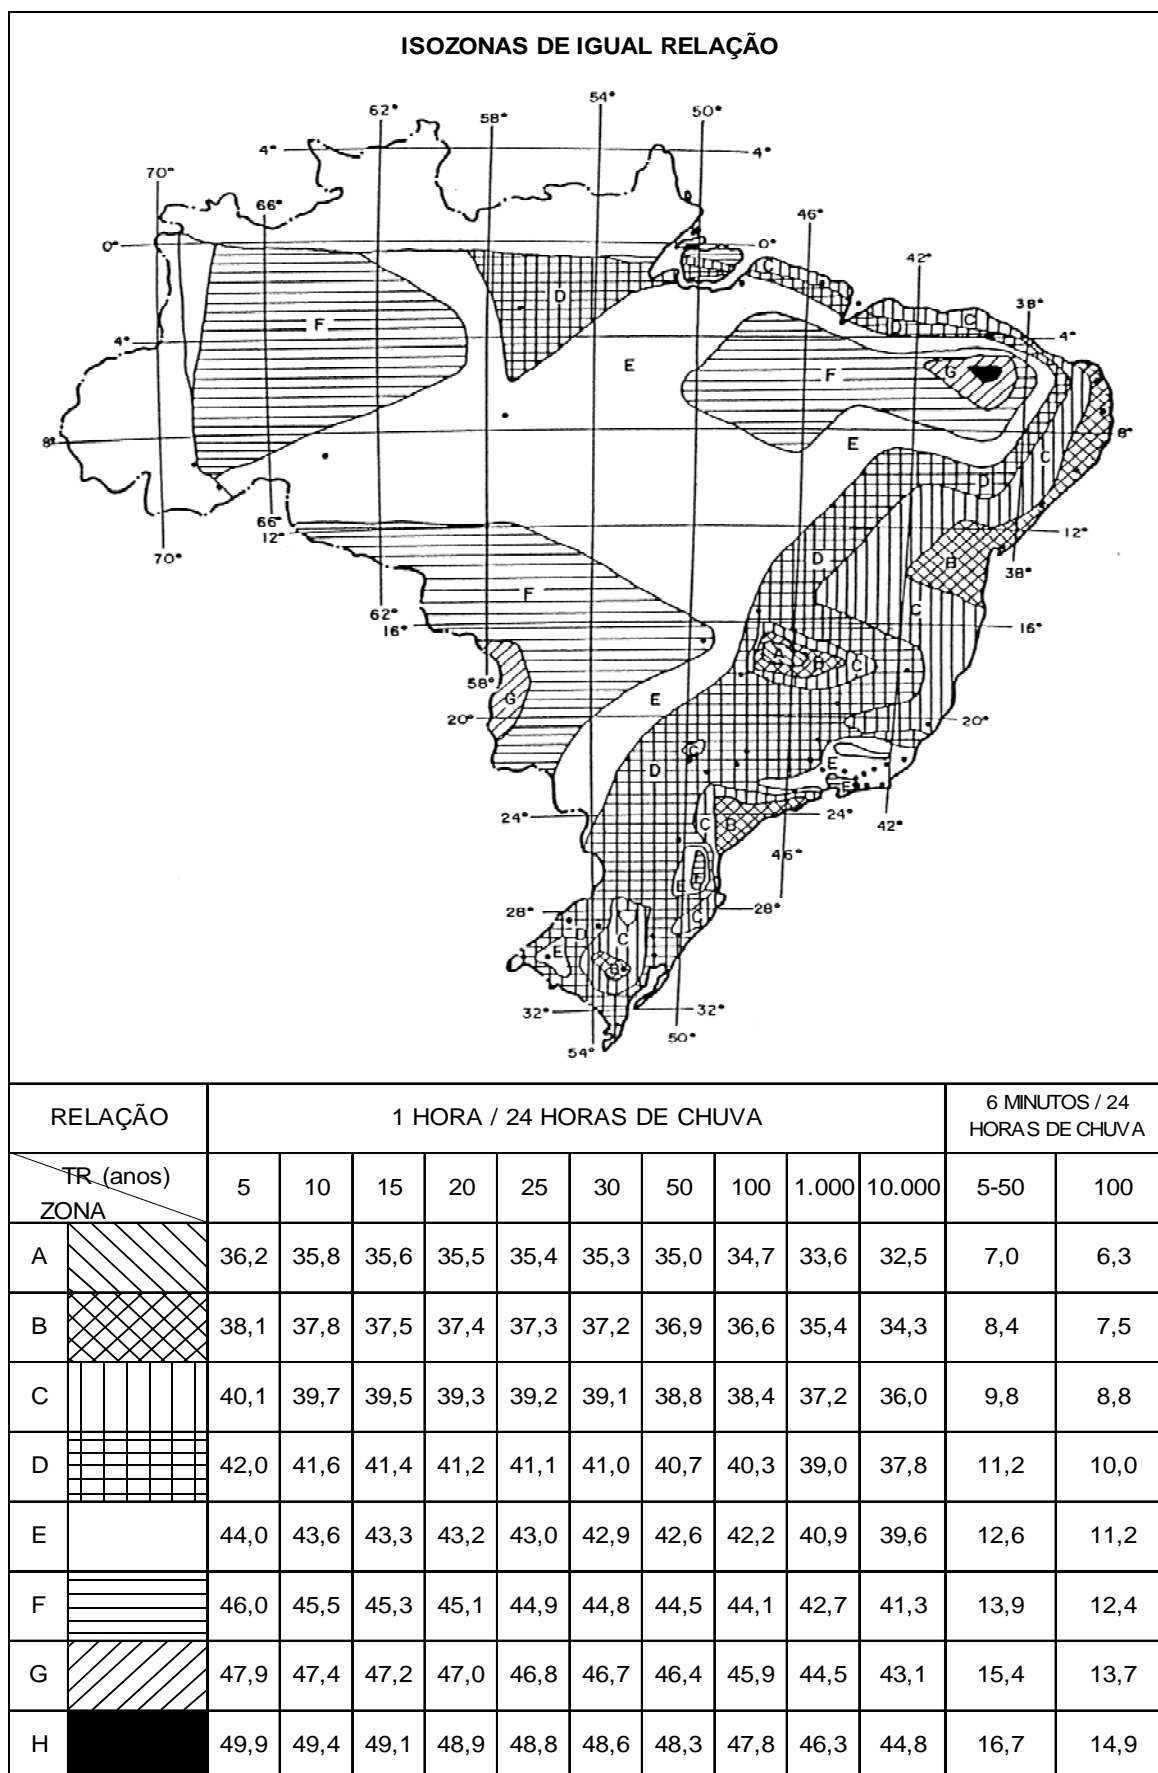 ISOZONAS DE IGUAL RELAÇÃO
54°
62°
58°
50°
4°
4°
70°
66°
46°
0°
0°
42°
C
38°
D
F
C
D
4°
4°
E
F
G
8°
E
8°
C
D
66°
12°
12°
70°
D
B
38°
F
62°
C
16°
16°
A
B
C
58°
G
E
20°
20°
C
D
E
E
24°
C
B
24°
42°
46°
E
F
28°
28°
C
D
C
E
B
32°
32°
50°
54°
RELAÇÃO 1 HORA / 24 HORAS DE CHUVA 6 MINUTOS / 24
HORAS DE CHUVA
TR (anos) 5 10 15 20 25 30 50 100 1.000 10.000 5-50 100
ZONA
A 36,2 35,8 35,6 35,5 35,4 35,3 35,0 34,7 33,6 32,5 7,0 6,3
B 38,1 37,8 37,5 37,4 37,3 37,2 36,9 36,6 35,4 34,3 8,4 7,5
C 40,1 39,7 39,5 39,3 39,2 39,1 38,8 38,4 37,2 36,0 9,8 8,8
D 42,0 41,6 41,4 41,2 41,1 41,0 40,7 40,3 39,0 37,8 11,2 10,0
E 44,0 43,6 43,3 43,2 43,0 42,9 42,6 42,2 40,9 39,6 12,6 11,2
F 46,0 45,5 45,3 45,1 44,9 44,8 44,5 44,1 42,7 41,3 13,9 12,4
G 47,9 47,4 47,2 47,0 46,8 46,7 46,4 45,9 44,5 43,1 15,4 13,7
H 49,9 49,4 49,1 48,9 48,8 48,6 48,3 47,8 46,3 44,8 16,7 14,9